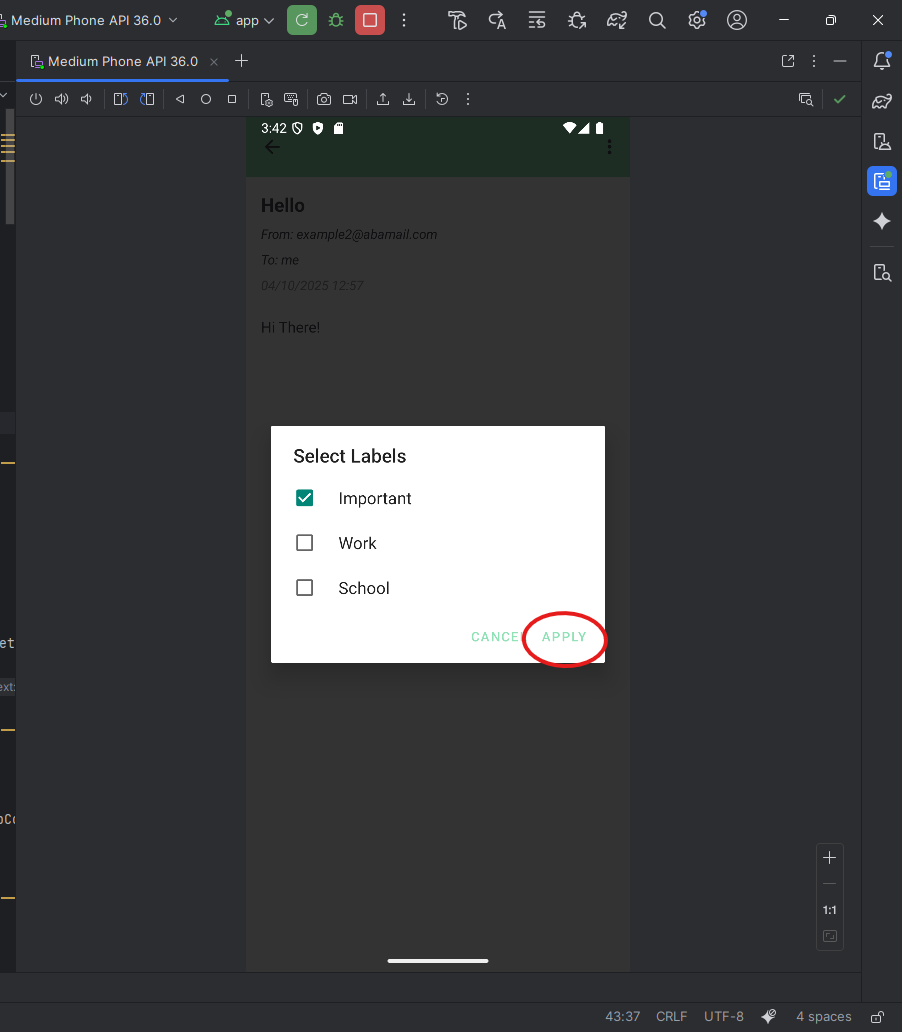 Medium Phone API 36.0
app
Medium Phone API 36.0
3:42
Hello
From: example2@abamail.com
To: me
04/10/2025 12:57
Hi There!
Select Labels
Important
Work
School
CANCEL APPLY
et
ext:
1:1
43:37 CRLF UTF-8 4 spaces